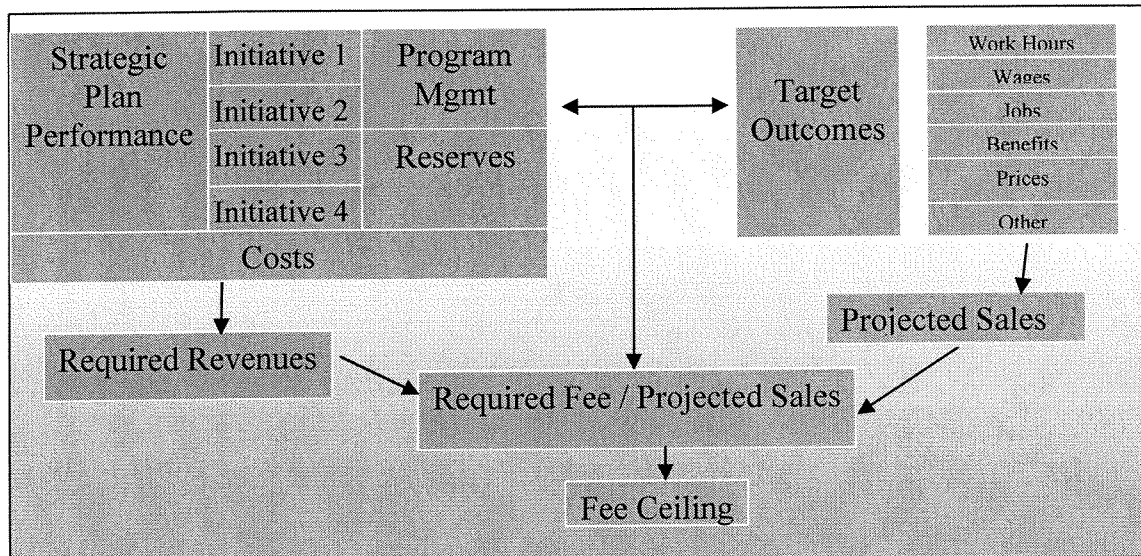 Strategic
Plan
Performance
Initiative 1
Initiative 2
Initiative 3
Initiative 4
Program
Mgmt
Reserves
Costs
Target
Outcomes
Work Hours
Wages
Jobs
Benefits
Prices
Other
Required Revenues
Projected Sales
Required Fee / Projected Sales
Fee Ceiling